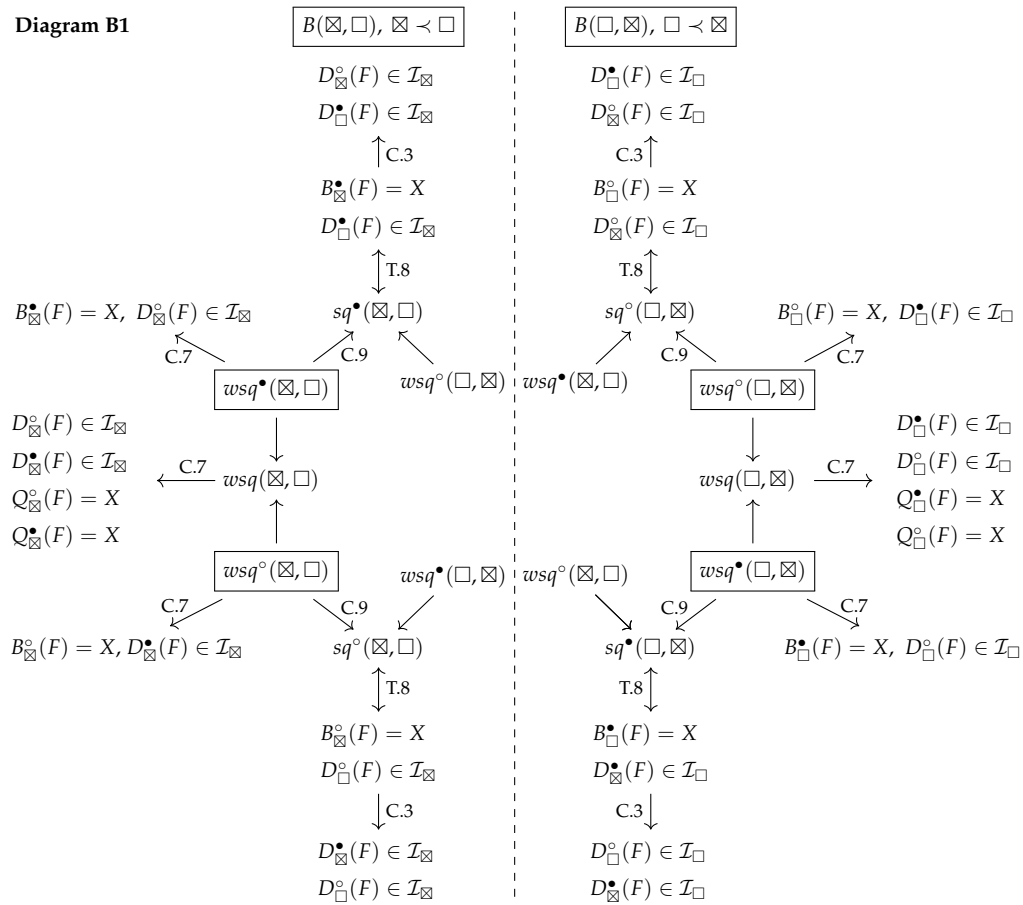 Diagram B1
B(⊠, □), ⊠ ≺ □
B(□, ⊠), □ ≺ ⊠
D°_⊠(F) ∈ I_⊠
D•_□(F) ∈ I_□
D•_□(F) ∈ I_⊠
D°_⊠(F) ∈ I_□
C.3
C.3
B•_⊠(F) = X
B°_□(F) = X
D•_□(F) ∈ I_⊠
D°_⊠(F) ∈ I_□
T.8
T.8
B•_⊠(F) = X, D°_⊠(F) ∈ I_⊠
sq•(⊠, □)
sq°(□, ⊠)
B°_□(F) = X, D•_□(F) ∈ I_□
C.7
C.9
C.9
C.7
wsq•(⊠, □)
wsq°(□, ⊠)
wsq•(⊠, □)
wsq°(□, ⊠)
D°_⊠(F) ∈ I_⊠
D•_⊠(F) ∈ I_⊠
Q°_⊠(F) = X
Q•_⊠(F) = X
C.7
wsq(⊠, □)
wsq(□, ⊠)
C.7
D•_□(F) ∈ I_□
D°_□(F) ∈ I_□
Q•_□(F) = X
Q°_□(F) = X
wsq°(⊠, □)
wsq•(□, ⊠)
wsq°(⊠, □)
wsq•(□, ⊠)
C.7
C.9
C.9
C.7
B°_⊠(F) = X, D•_⊠(F) ∈ I_⊠
sq°(⊠, □)
sq•(□, ⊠)
B•_□(F) = X, D°_□(F) ∈ I_□
T.8
T.8
B°_⊠(F) = X
B•_□(F) = X
D°_□(F) ∈ I_⊠
D•_⊠(F) ∈ I_□
C.3
C.3
D•_⊠(F) ∈ I_⊠
D°_□(F) ∈ I_□
D°_□(F) ∈ I_⊠
D•_⊠(F) ∈ I_□